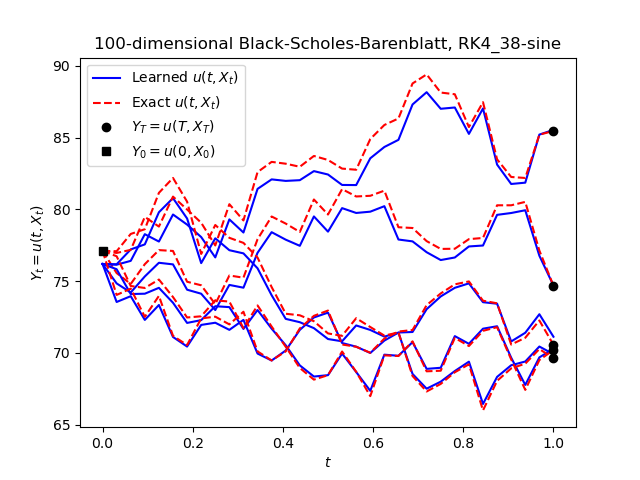 100-dimensional Black-Scholes-Barenblatt, RK4_38-sine
Learned u(t, X_t)
Exact u(t, X_t)
Y_T = u(T, X_T)
Y_0 = u(0, X_0)
Y_t = u(t, X_t)
90
85
80
75
70
65
0.0 0.2 0.4 0.6 0.8 1.0
t